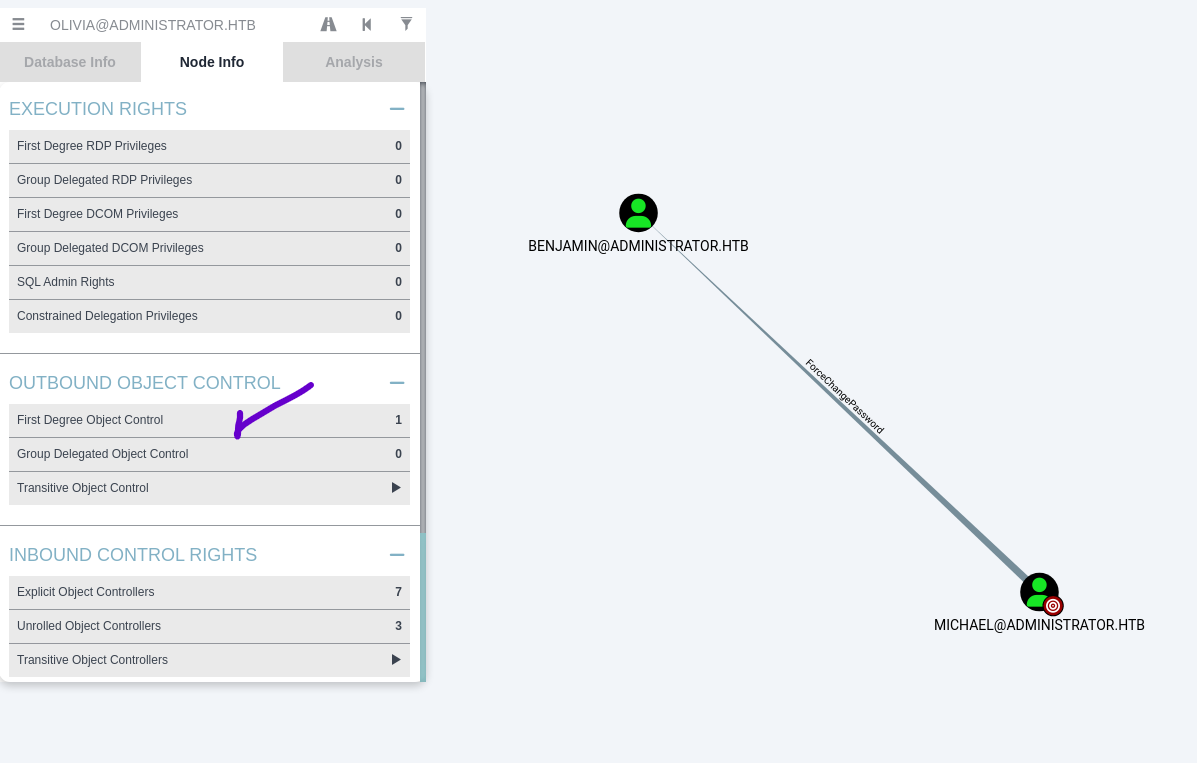 OLIVIA@ADMINISTRATOR.HTB
Database Info
Node Info
Analysis
EXECUTION RIGHTS
First Degree RDP Privileges 0
Group Delegated RDP Privileges 0
First Degree DCOM Privileges 0
Group Delegated DCOM Privileges 0
SQL Admin Rights 0
Constrained Delegation Privileges 0
OUTBOUND OBJECT CONTROL
First Degree Object Control 1
Group Delegated Object Control 0
Transitive Object Control
INBOUND CONTROL RIGHTS
Explicit Object Controllers 7
Unrolled Object Controllers 3
Transitive Object Controllers
BENJAMIN@ADMINISTRATOR.HTB
ForceChangePassword
MICHAEL@ADMINISTRATOR.HTB